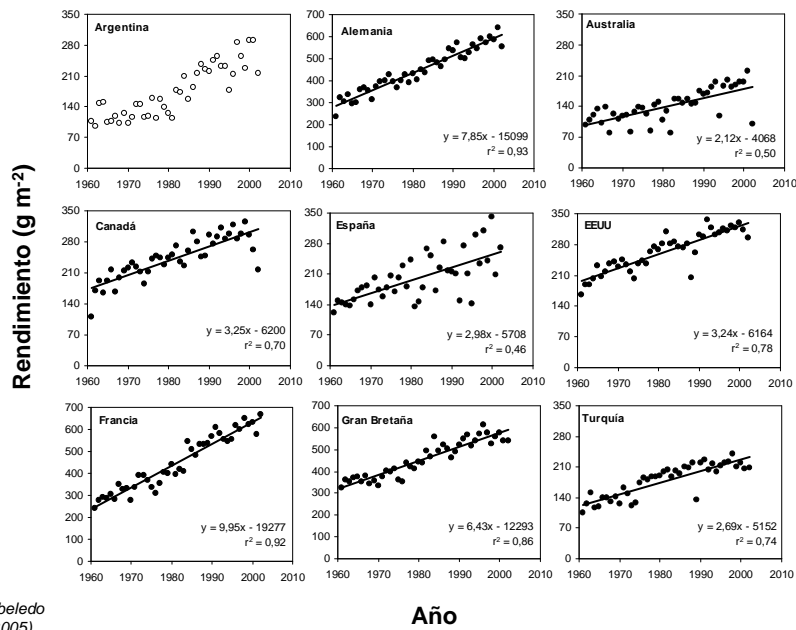 Rendimiento (g m-2)
Argentina
350
280
210
140
70
0
1960 1970 1980 1990 2000 2010
Alemania
700
600
500
400
300
200
100
0
y = 7,85x - 15099
r2 = 0,93
1960 1970 1980 1990 2000 2010
Australia
350
280
210
140
70
0
y = 2,12x - 4068
r2 = 0,50
1960 1970 1980 1990 2000 2010
Canadá
350
280
210
140
70
0
y = 3,25x - 6200
r2 = 0,70
1960 1970 1980 1990 2000 2010
España
350
280
210
140
70
0
y = 2,98x - 5708
r2 = 0,46
1960 1970 1980 1990 2000 2010
EEUU
350
280
210
140
70
0
y = 3,24x - 6164
r2 = 0,78
1960 1970 1980 1990 2000 2010
Francia
700
600
500
400
300
200
100
0
y = 9,95x - 19277
r2 = 0,92
1960 1970 1980 1990 2000 2010
Gran Bretaña
700
600
500
400
300
200
100
0
y = 6,43x - 12293
r2 = 0,86
1960 1970 1980 1990 2000 2010
Turquía
350
280
210
140
70
0
y = 2,69x - 5152
r2 = 0,74
1960 1970 1980 1990 2000 2010
Año